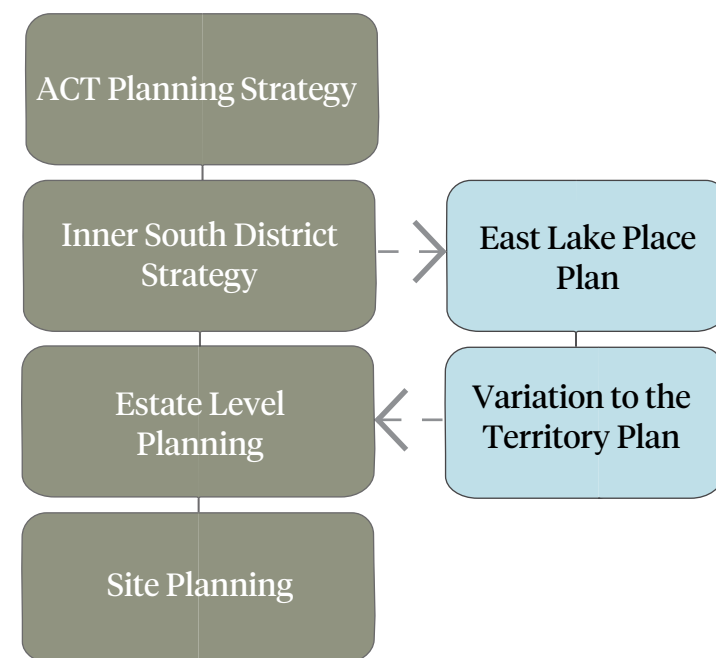 ACT Planning Strategy
Inner South District
Strategy
East Lake Place
Plan
Estate Level
Planning
Variation to the
Territory Plan
Site Planning